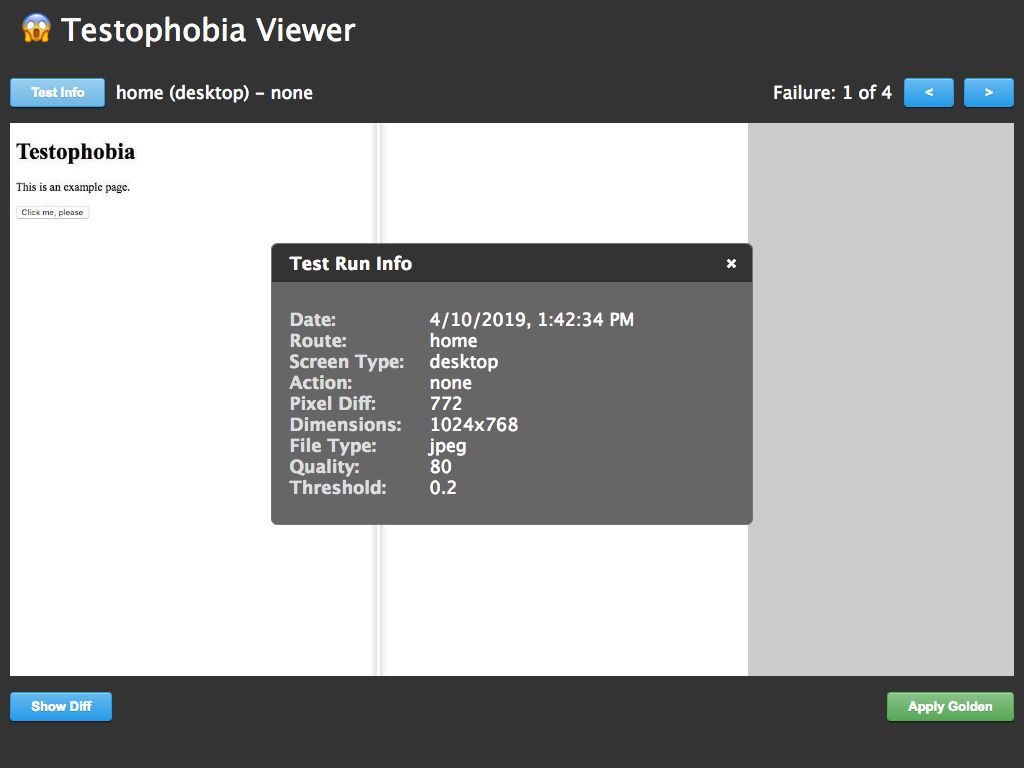 😱 Testophobia Viewer
Test Info home (desktop) – none Failure: 1 of 4 < >
Testophobia
This is an example page.
Click me, please
Test Run Info ×
Date: 4/10/2019, 1:42:34 PM
Route: home
Screen Type: desktop
Action: none
Pixel Diff: 772
Dimensions: 1024x768
File Type: jpeg
Quality: 80
Threshold: 0.2
Show Diff Apply Golden